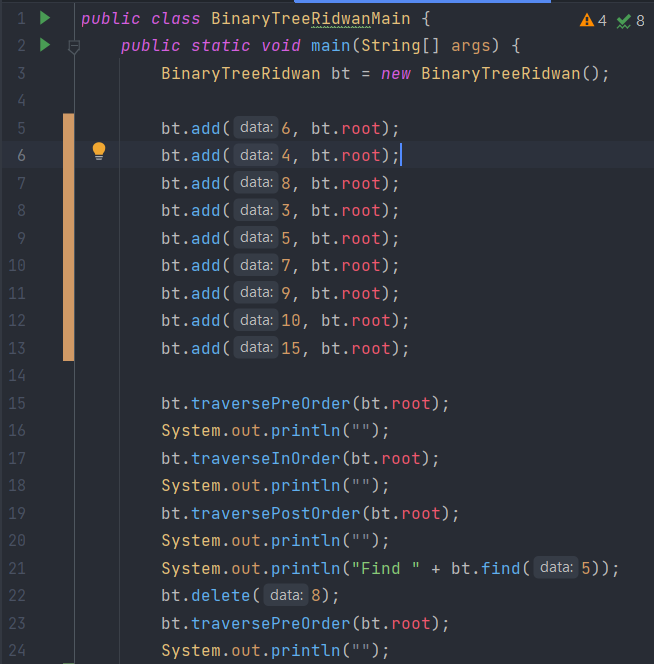 1 public class BinaryTreeRidwanMain { 4 8
2 public static void main(String[] args) {
3 BinaryTreeRidwan bt = new BinaryTreeRidwan();
4
5 bt.add( data: 6, bt.root);
6 bt.add( data: 4, bt.root);
7 bt.add( data: 8, bt.root);
8 bt.add( data: 3, bt.root);
9 bt.add( data: 5, bt.root);
10 bt.add( data: 7, bt.root);
11 bt.add( data: 9, bt.root);
12 bt.add( data: 10, bt.root);
13 bt.add( data: 15, bt.root);
14
15 bt.traversePreOrder(bt.root);
16 System.out.println("");
17 bt.traverseInOrder(bt.root);
18 System.out.println("");
19 bt.traversePostOrder(bt.root);
20 System.out.println("");
21 System.out.println("Find " + bt.find( data: 5));
22 bt.delete( data: 8);
23 bt.traversePreOrder(bt.root);
24 System.out.println("");